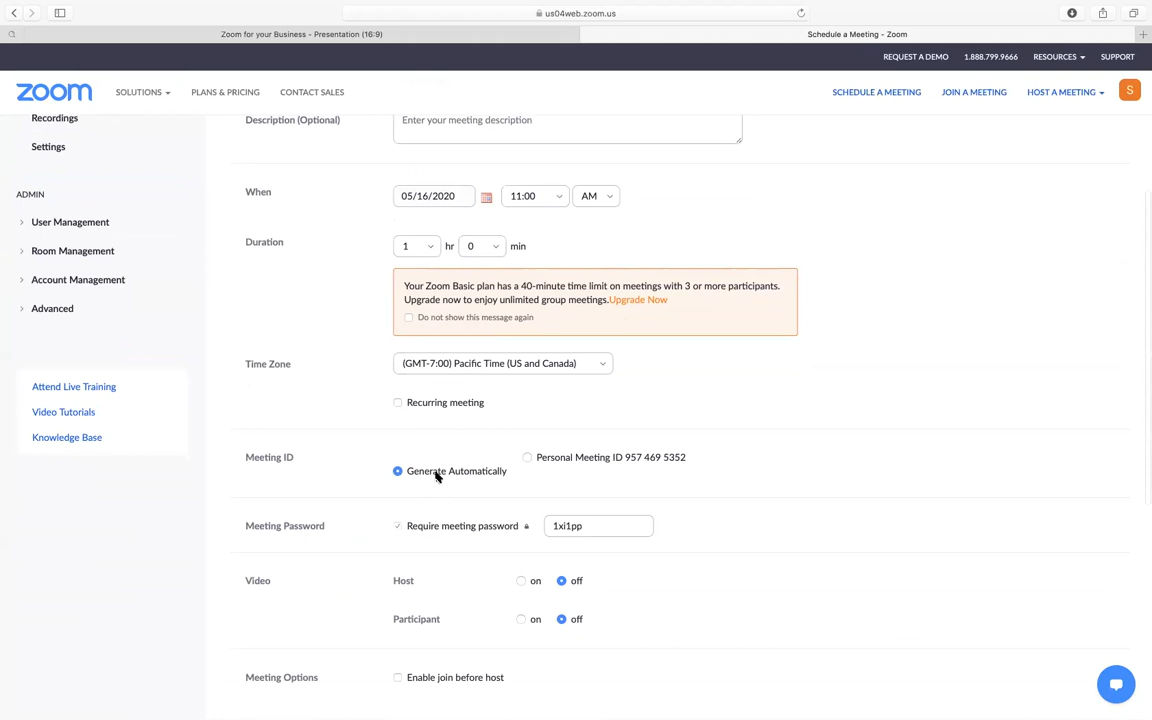 us04web.zoom.us
Zoom for your Business - Presentation (16:9)
Schedule a Meeting - Zoom
REQUEST A DEMO 1.888.799.9666 RESOURCES SUPPORT
zoom SOLUTIONS PLANS & PRICING CONTACT SALES SCHEDULE A MEETING JOIN A MEETING HOST A MEETING S
Recordings
Settings
ADMIN
User Management
Room Management
Account Management
Advanced
Attend Live Training
Video Tutorials
Knowledge Base
Description (Optional) Enter your meeting description
When 05/16/2020 11:00 AM
Duration 1 hr 0 min
Your Zoom Basic plan has a 40-minute time limit on meetings with 3 or more participants.
Upgrade now to enjoy unlimited group meetings.Upgrade Now
Do not show this message again
Time Zone (GMT-7:00) Pacific Time (US and Canada)
Recurring meeting
Meeting ID Personal Meeting ID 957 469 5352
Generate Automatically
Meeting Password Require meeting password 1xi1pp
Video Host on off
Participant on off
Meeting Options Enable join before host